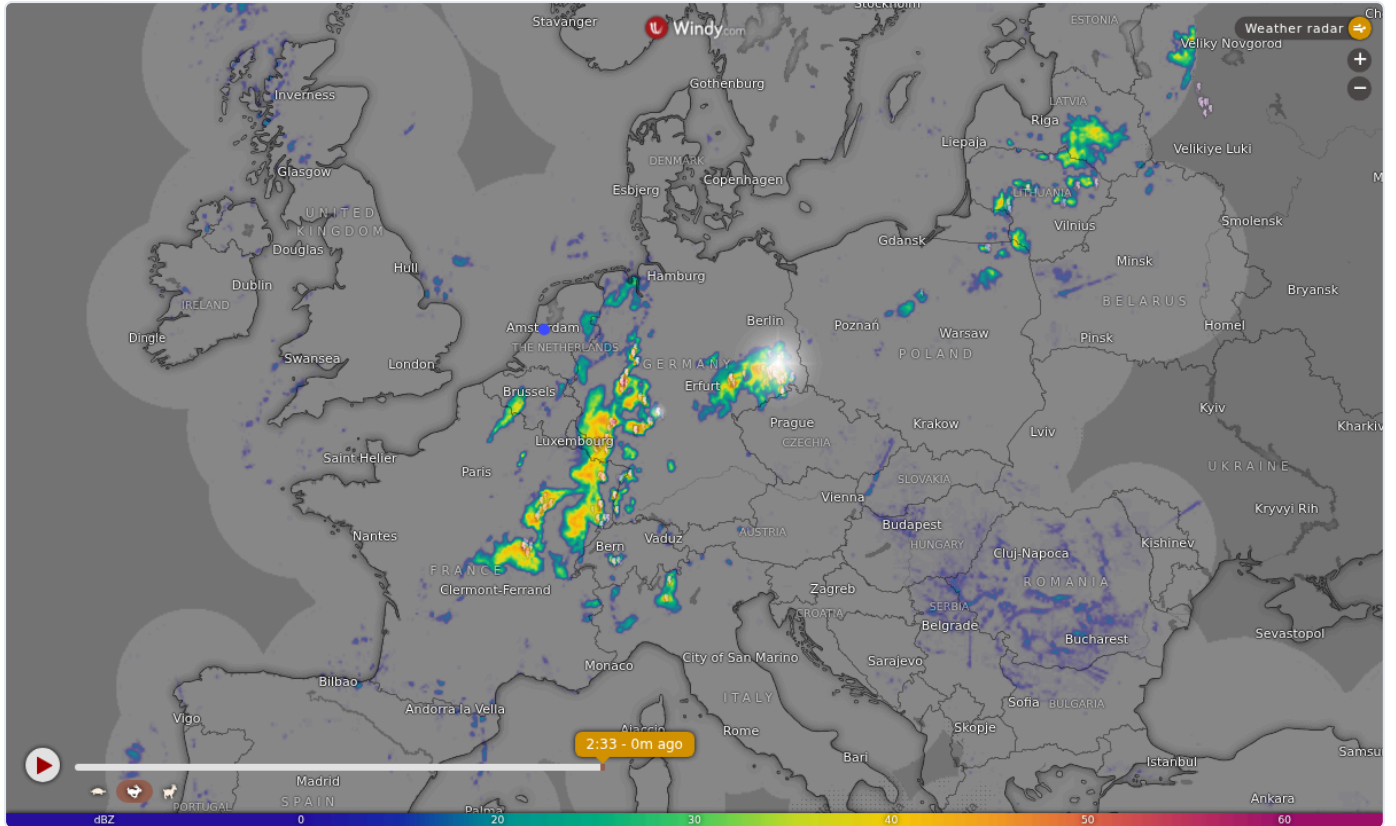 Stockholm
Stavanger
ESTONIA
Windy.com
Weather radar
Veliky Novgorod
Gothenburg
+
Inverness
−
LATVIA
Riga
Liepaja
Velikiye Luki
DENMARK
Glasgow
Copenhagen
Esbjerg
LITHUANIA
UNITED
KINGDOM
Smolensk
Vilnius
Gdansk
Douglas
Minsk
Hull
Hamburg
Dublin
Bryansk
BELARUS
IRELAND
Berlin
Poznań
Homel
Amsterdam
Warsaw
Dingle
Pinsk
THE NETHERLANDS
POLAND
Swansea
London
GERMANY
Erfurt
Brussels
Kyiv
Prague
Krakow
Kharkiv
Lviv
Luxembourg
CZECHIA
Saint Helier
UKRAINE
Paris
SLOVAKIA
Vienna
Kryvyi Rih
Budapest
Nantes
AUSTRIA
Vaduz
Bern
HUNGARY
Kishinev
Cluj-Napoca
FRANCE
ROMANIA
Clermont-Ferrand
Zagreb
SERBIA
CROATIA
Belgrade
Sevastopol
Bucharest
City of San Marino
Sarajevo
Monaco
Bilbao
ITALY
Sofia
BULGARIA
Andorra la Vella
Vigo
Skopje
Ajaccio
Rome
2:33 - 0m ago
Bari
Istanbul
Madrid
Ankara
SPAIN
PORTUGAL
Palma
dBZ 0 20 30 40 50 60